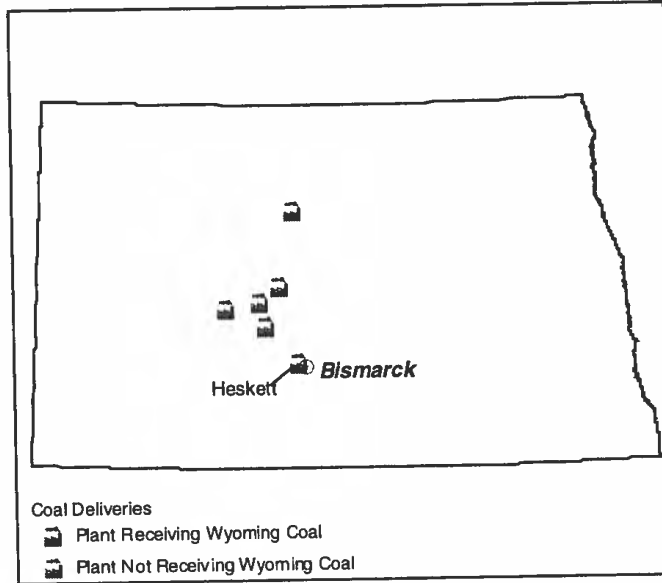 Bismarck
Heskett
Coal Deliveries
Plant Receiving Wyoming Coal
Plant Not Receiving Wyoming Coal